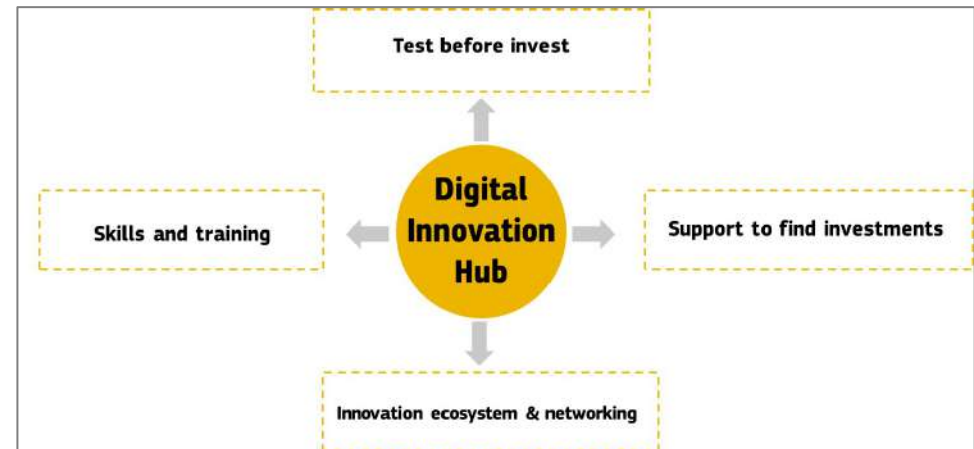 Test before invest
Digital
Innovation
Hub
Skills and training
Support to find investments
Innovation ecosystem & networking